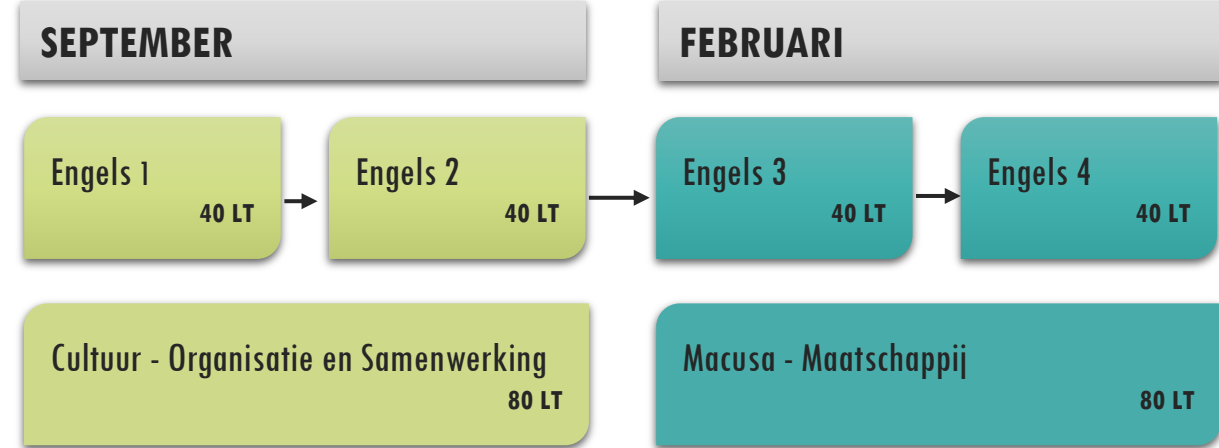 SEPTEMBER
FEBRUARI
Engels 1
40 LT
Engels 2
40 LT
Engels 3
40 LT
Engels 4
40 LT
Cultuur - Organisatie en Samenwerking
80 LT
Macusa - Maatschappij
80 LT